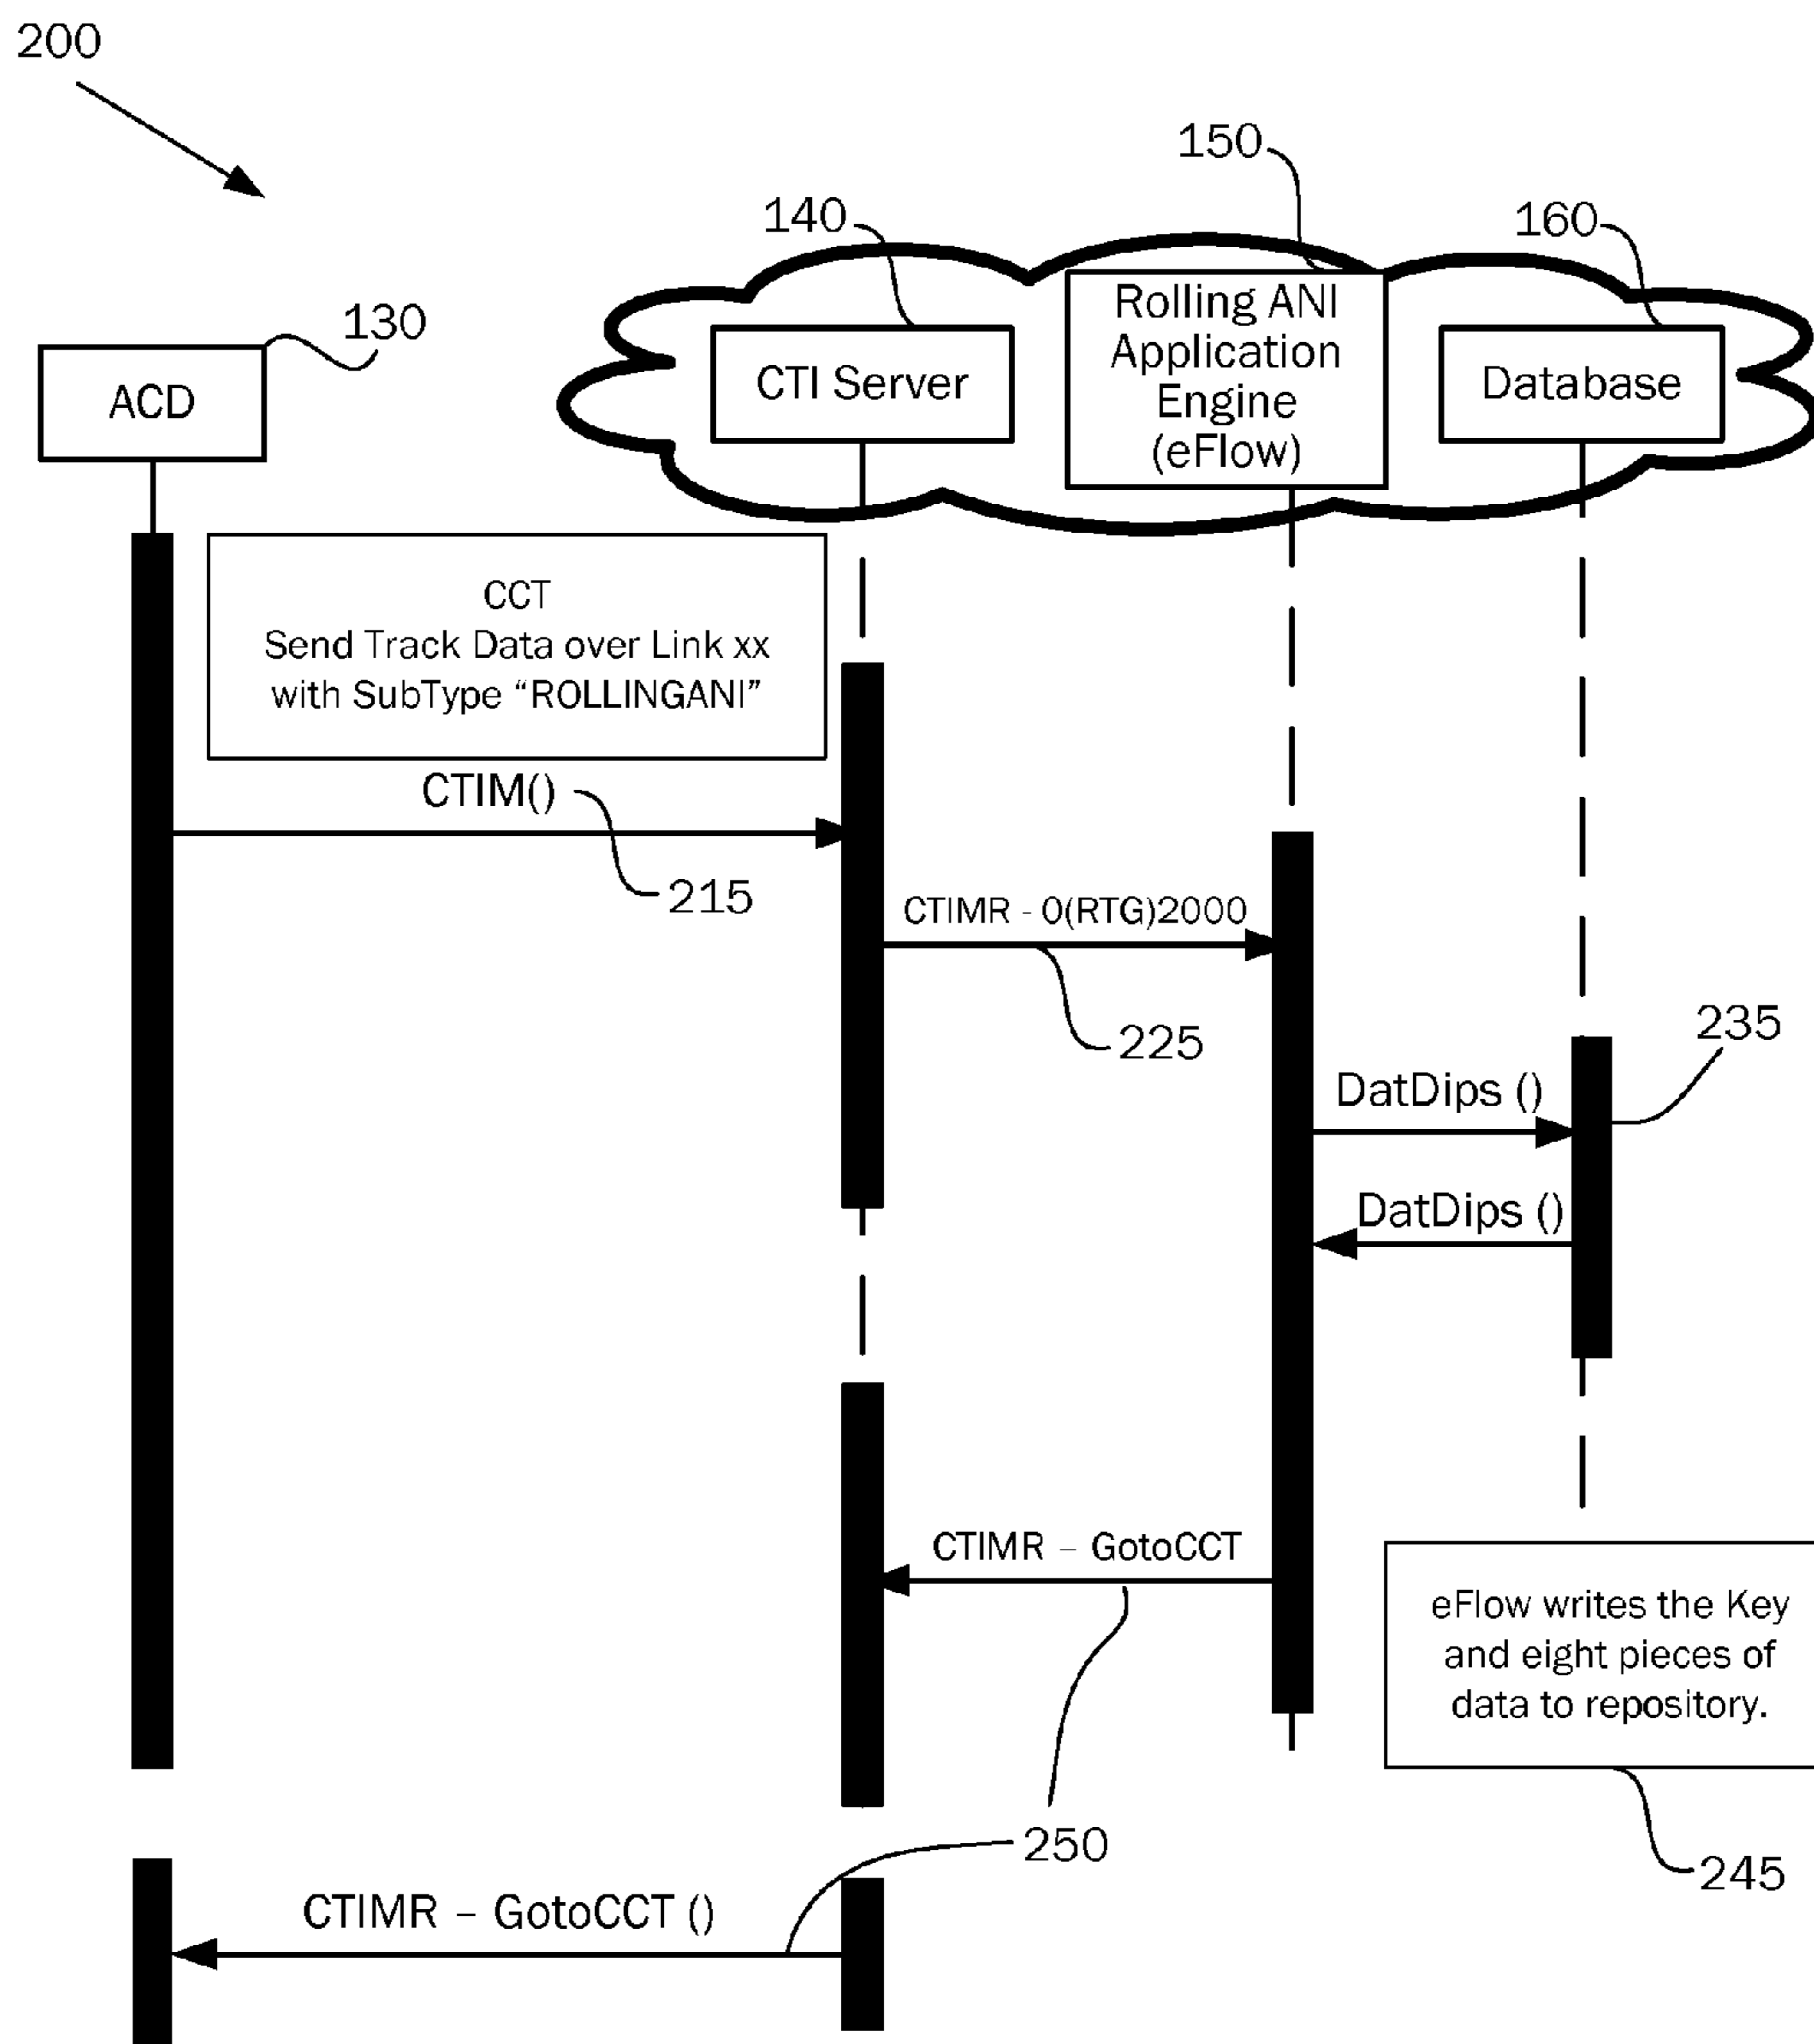 200
150
140
160
130
Rolling ANI
Application
Engine
(eFlow)
CTI Server
Database
ACD
CCT
Send Track Data over Link xx
with SubType “ROLLINGANI”
CTIM()
215
CTIMR - 0(RTG)2000
225
235
DatDips ()
DatDips ()
CTIMR – GotoCCT
eFlow writes the Key
and eight pieces of
data to repository.
250
245
CTIMR – GotoCCT ()